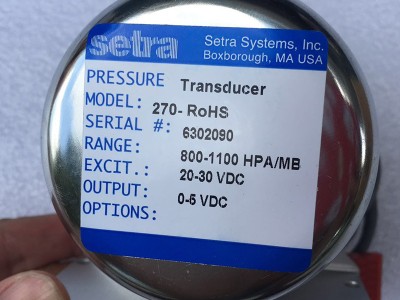 setra
Setra Systems, Inc.
Boxborough, MA USA
PRESSURE Transducer
MODEL: 270-RoHS
SERIAL #: 6302090
RANGE: 800-1100 HPA/MB
EXCIT.: 20-30 VDC
OUTPUT: 0-5 VDC
OPTIONS: